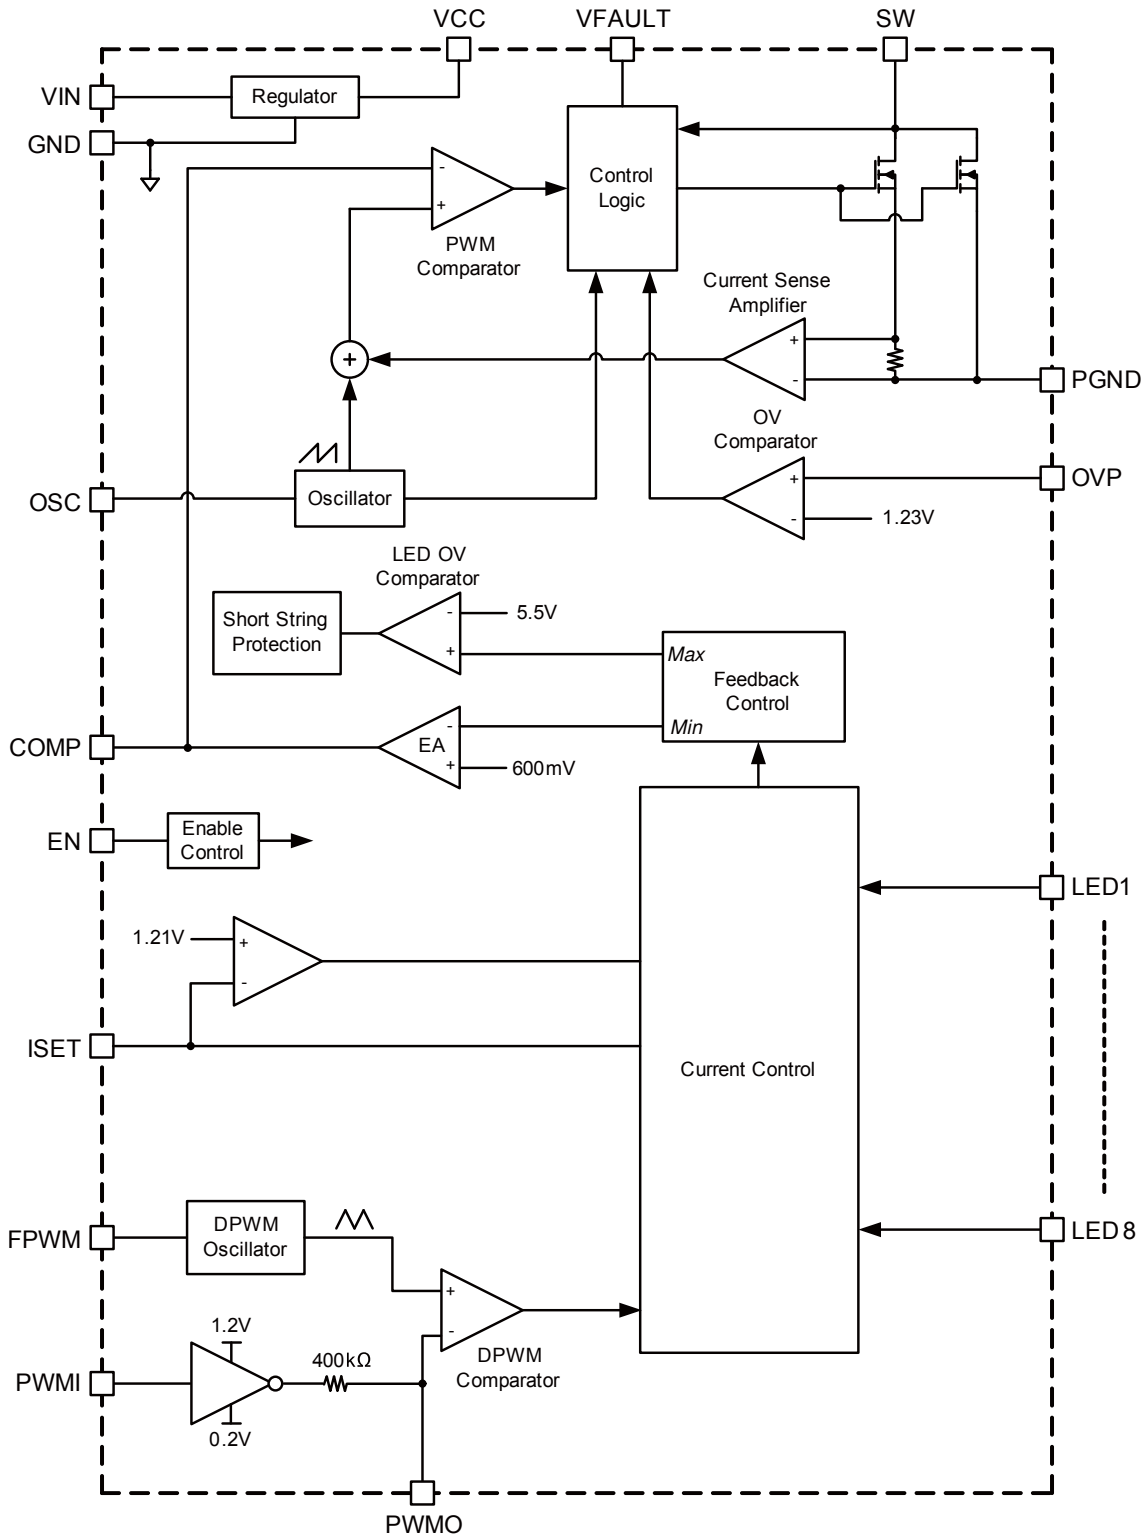 VCC
VFAULT
SW
VIN
Regulator
GND
-
+
PWM
Comparator
Control
Logic
Current Sense
Amplifier
+
-
+
PGND
OV
Comparator
OSC
Oscillator
+
-
1.23V
OVP
LED OV
Comparator
Short String
Protection
-
+
5.5V
Max
Feedback
Control
Min
COMP
EA
-
+
600mV
EN
Enable
Control
LED1
1.21V
+
-
ISET
Current Control
FPWM
DPWM
Oscillator
LED8
+
-
DPWM
Comparator
1.2V
PWMI
400kΩ
0.2V
PWMO